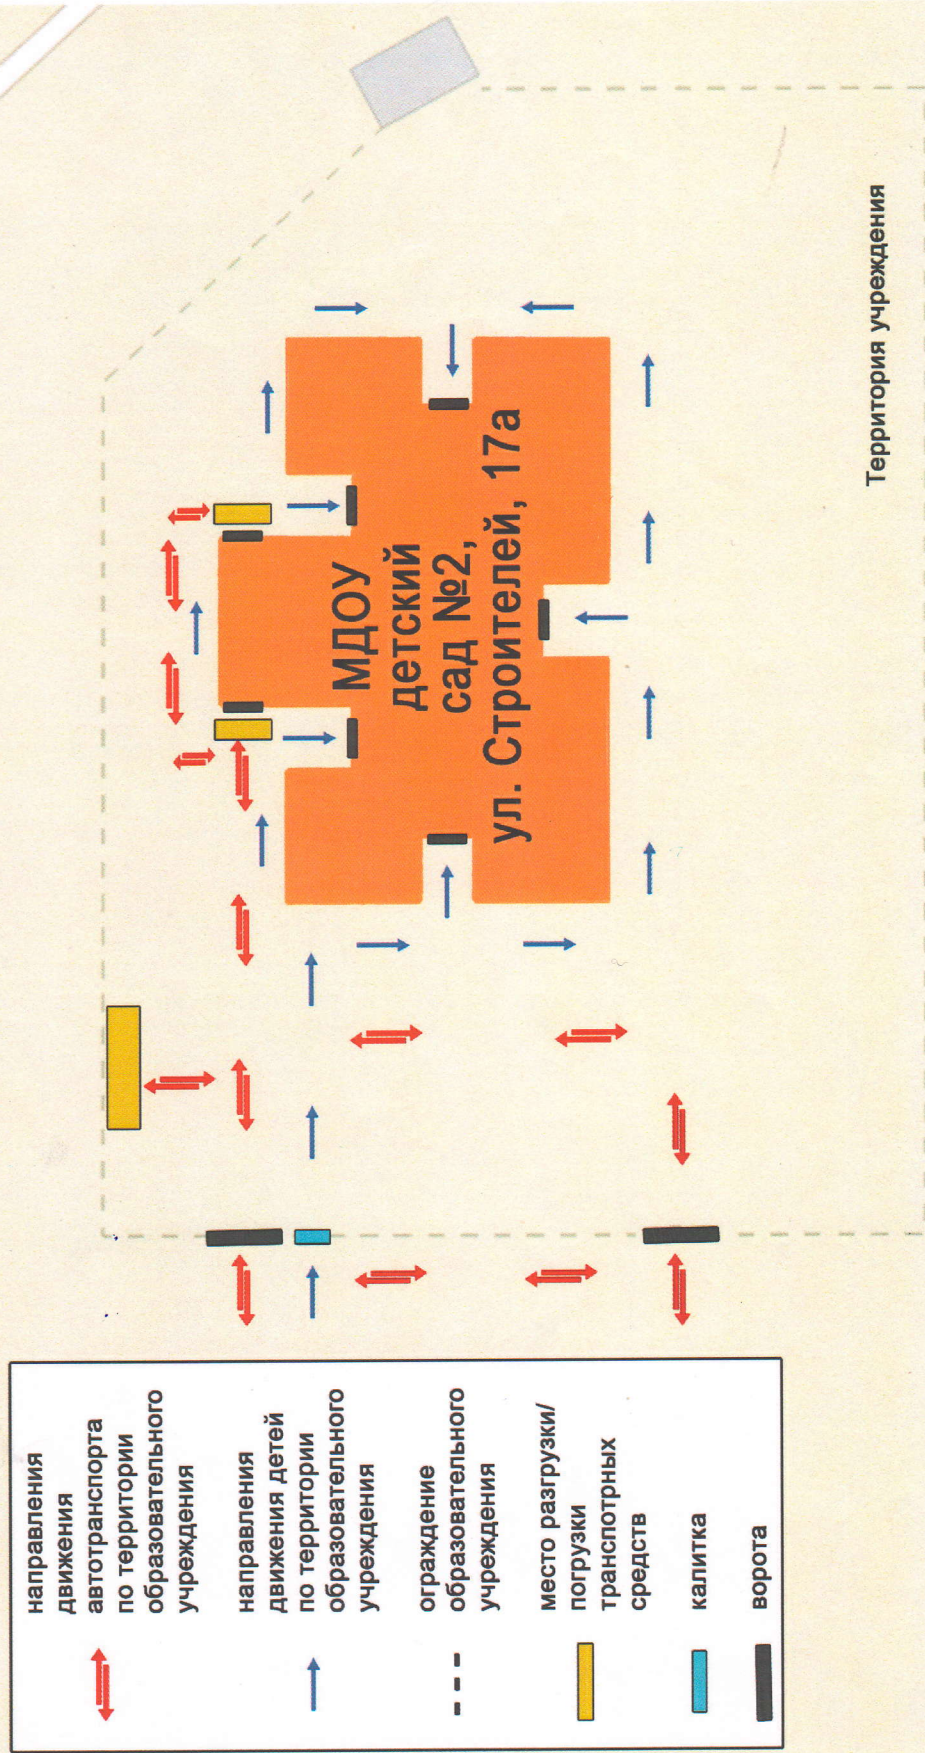 МДОУ
детский
сад №2,
ул. Строителей, 17а
Территория учреждения
направления
движения
автотранспорта
по территории
образовательного
учреждения
направления
движения детей
по территории
образовательного
учреждения
ограждение
образовательного
учреждения
место разгрузки/
погрузки
транспотрных
средств
калитка
ворота